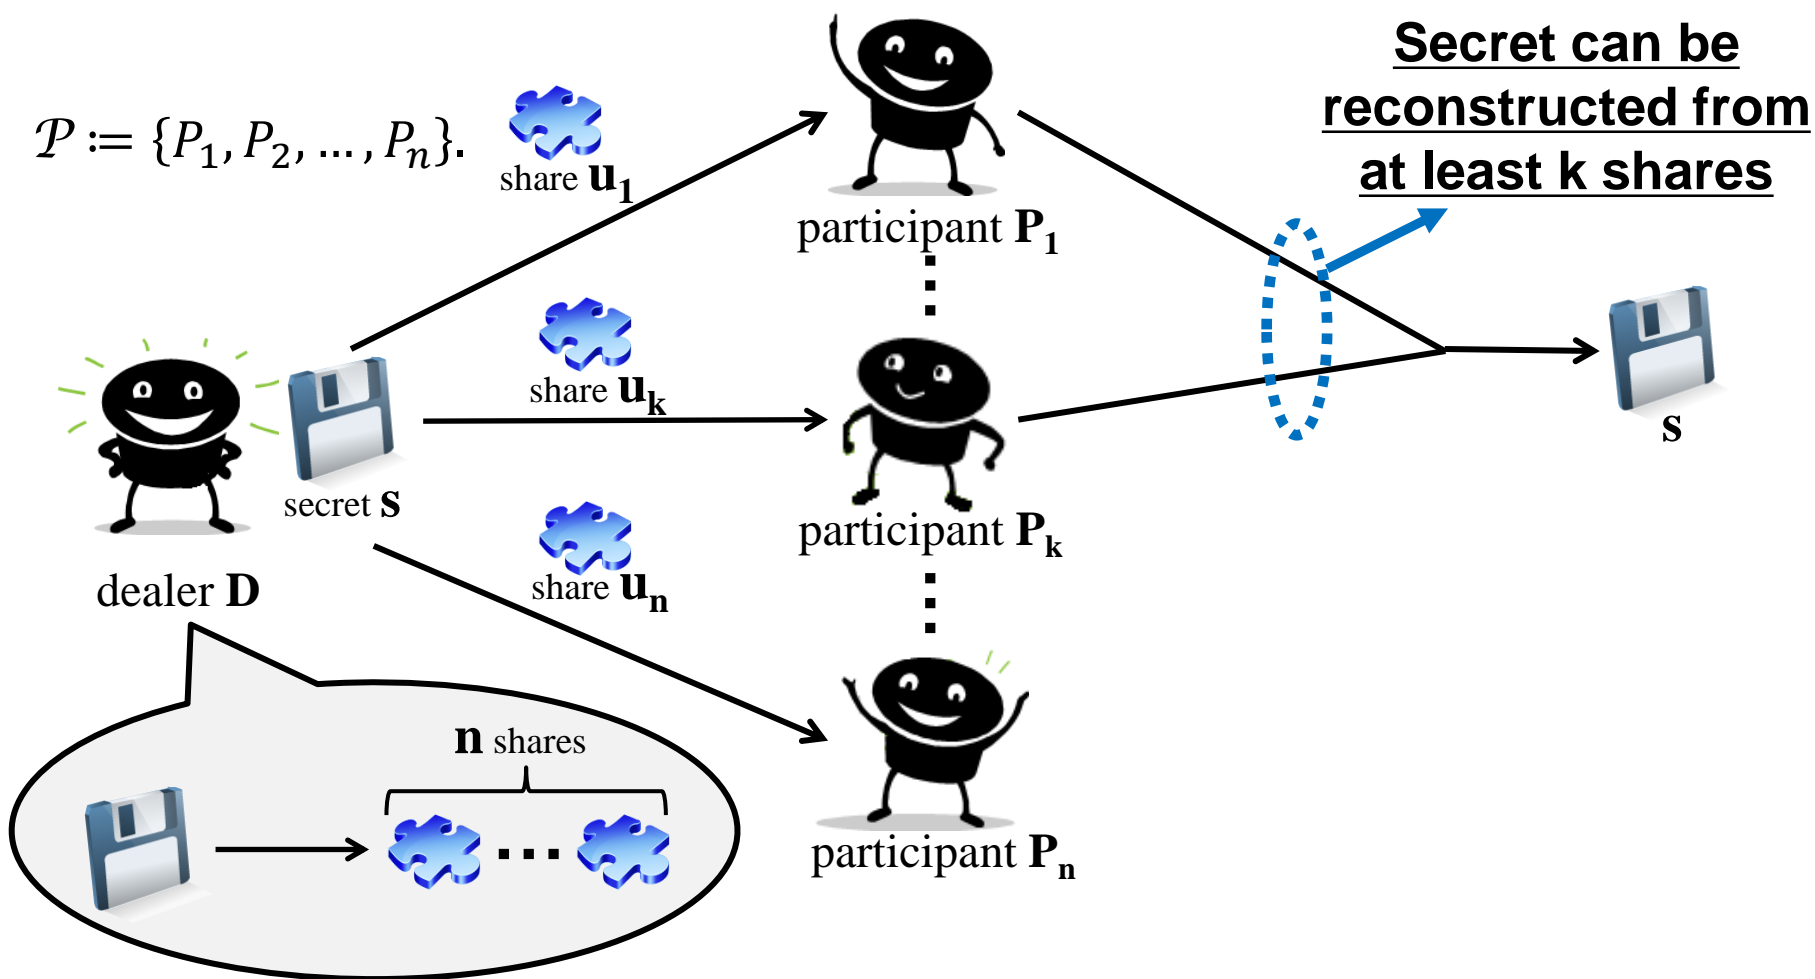 𝒫 ≔ {P₁, P₂, …, Pₙ}.
share u₁
participant P₁
Secret can be
reconstructed from
at least k shares
share uₖ
secret s
participant Pₖ
s
share uₙ
dealer D
n shares
participant Pₙ